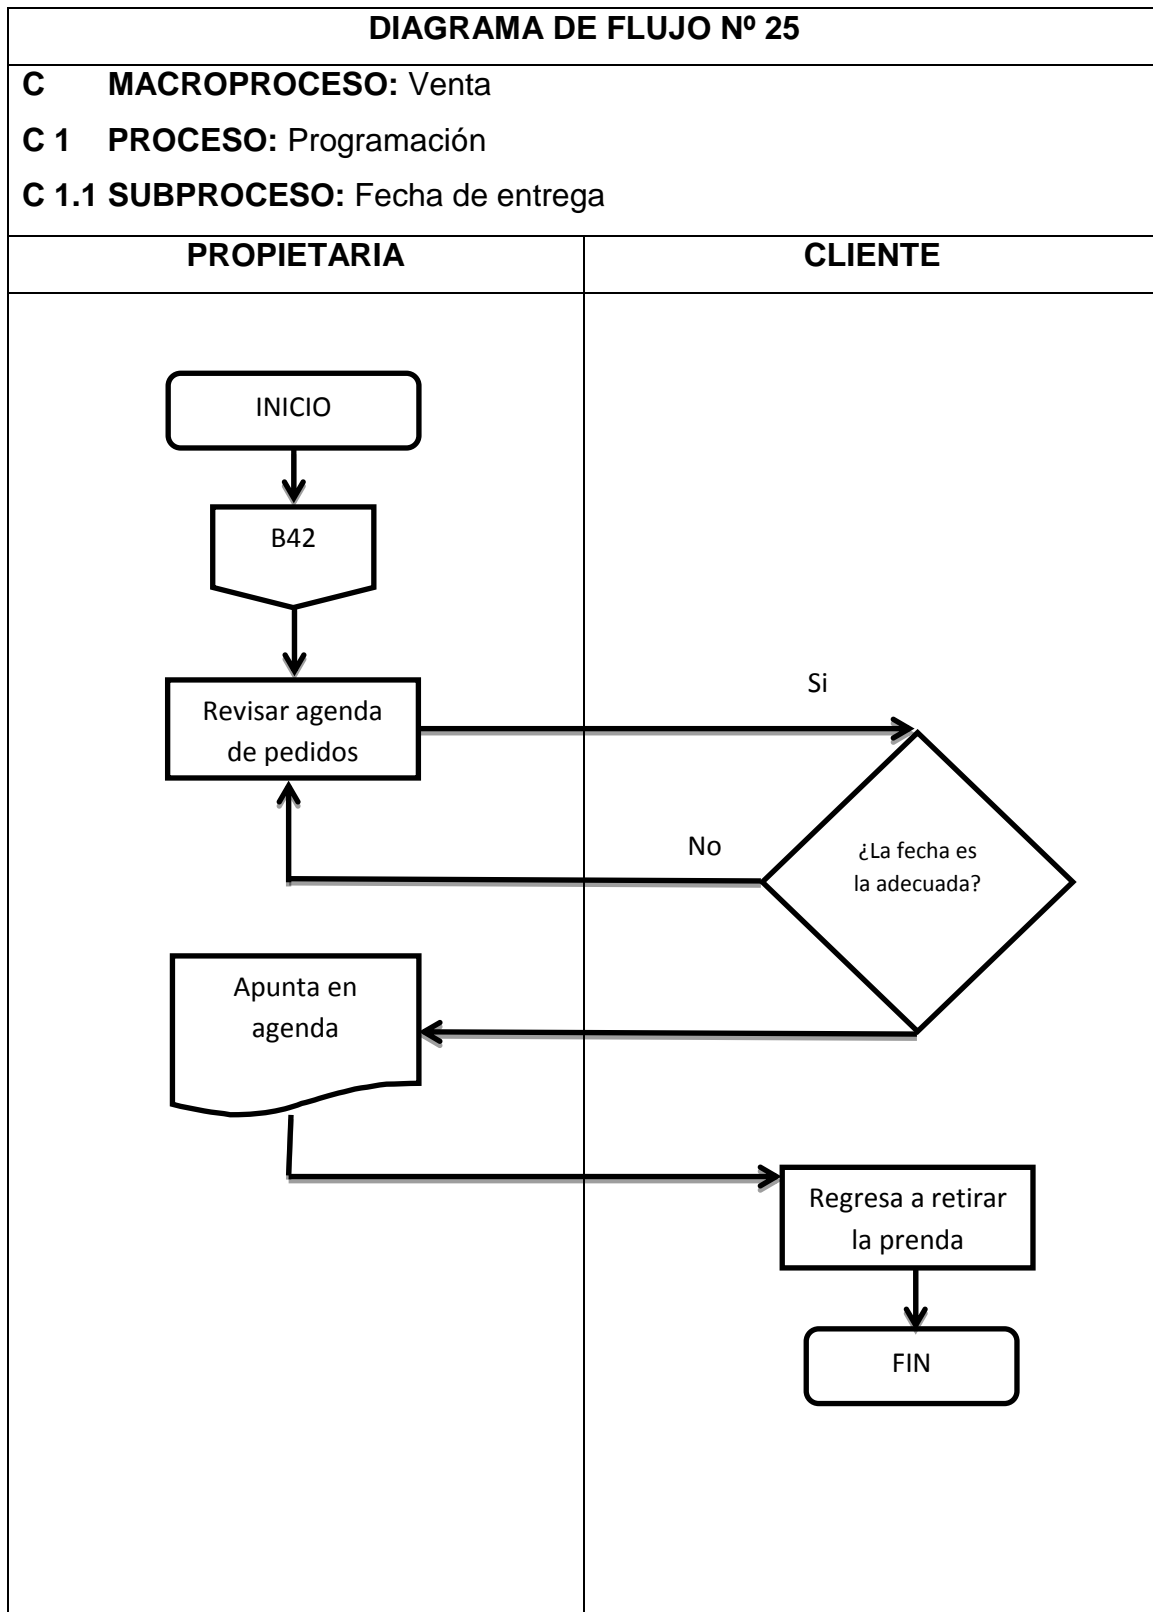 DIAGRAMA DE FLUJO Nº 25
C MACROPROCESO: Venta
C 1 PROCESO: Programación
C 1.1 SUBPROCESO: Fecha de entrega
PROPIETARIA
CLIENTE
INICIO
B42
Revisar agenda
de pedidos
Si
No
¿La fecha es
la adecuada?
Apunta en
agenda
Regresa a retirar
la prenda
FIN